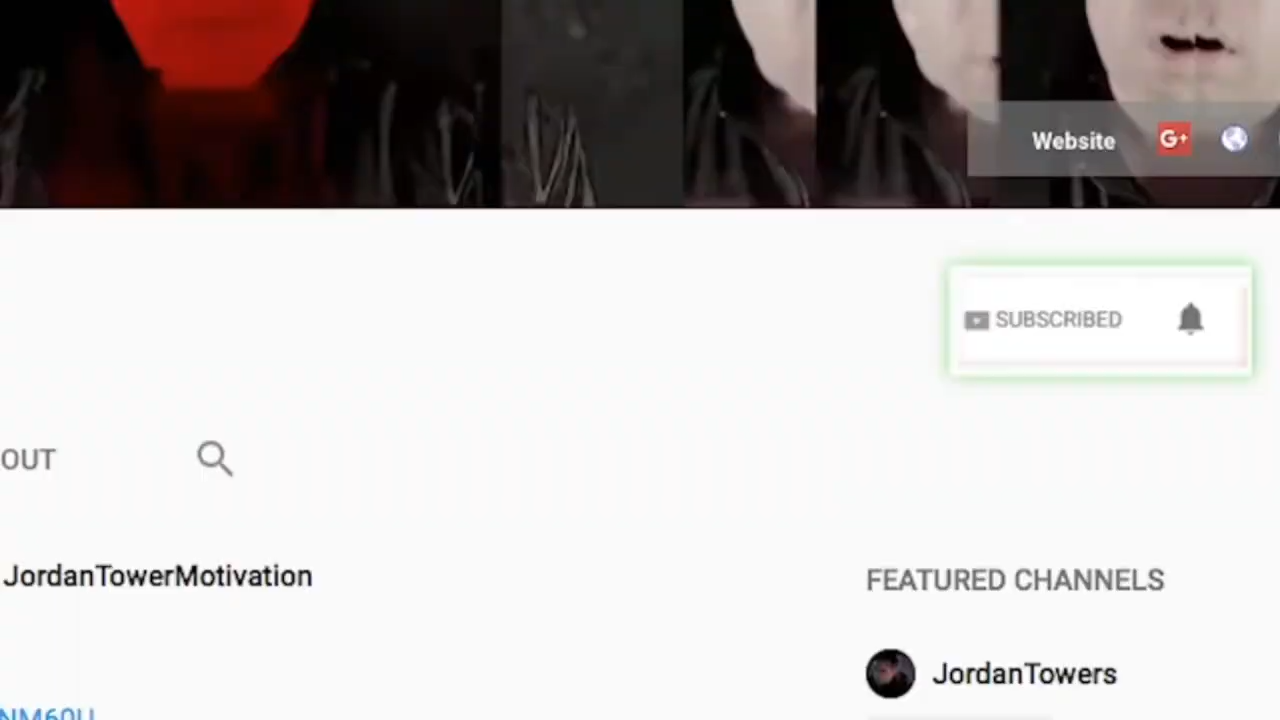 Website G+
SUBSCRIBED
OUT
JordanTowerMotivation
FEATURED CHANNELS
JordanTowers